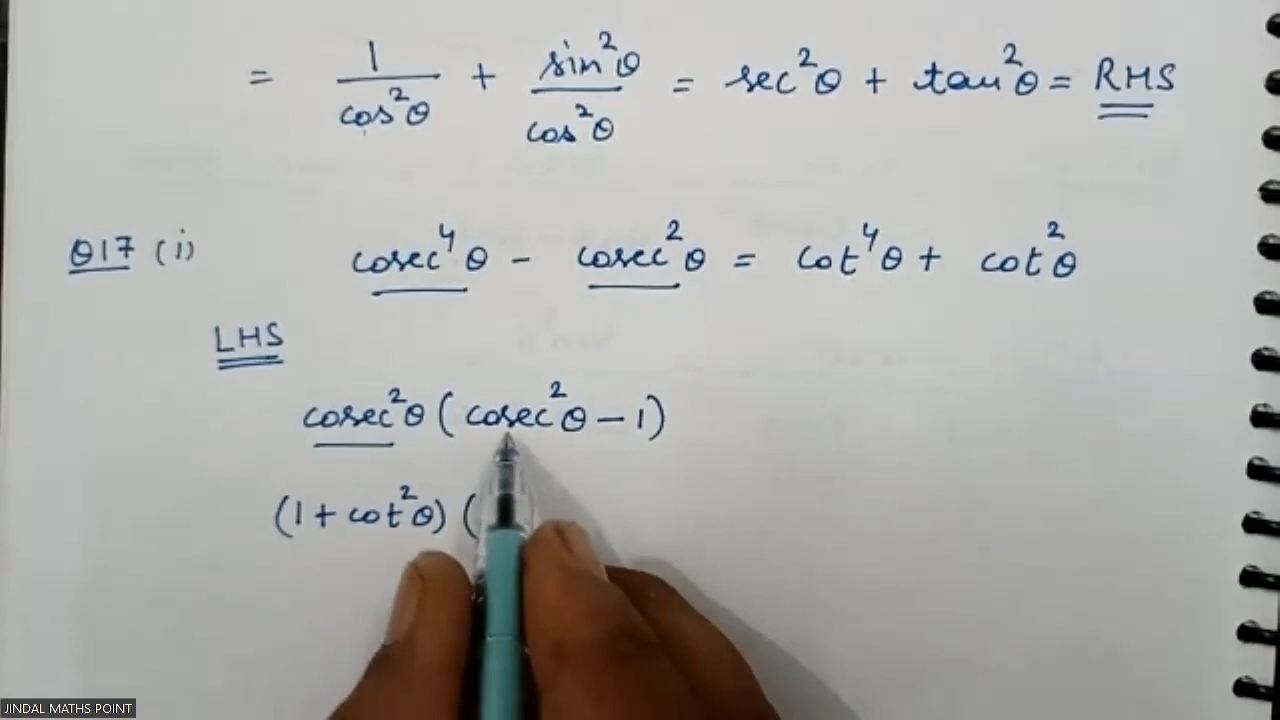 = 1/cos²θ + sin²θ/cos²θ = sec²θ + tan²θ = RHS
Q17 (i) cosec⁴θ - cosec²θ = cot⁴θ + cot²θ
LHS
cosec²θ (cosec²θ - 1)
(1 + cot²θ) (
JINDAL MATHS POINT